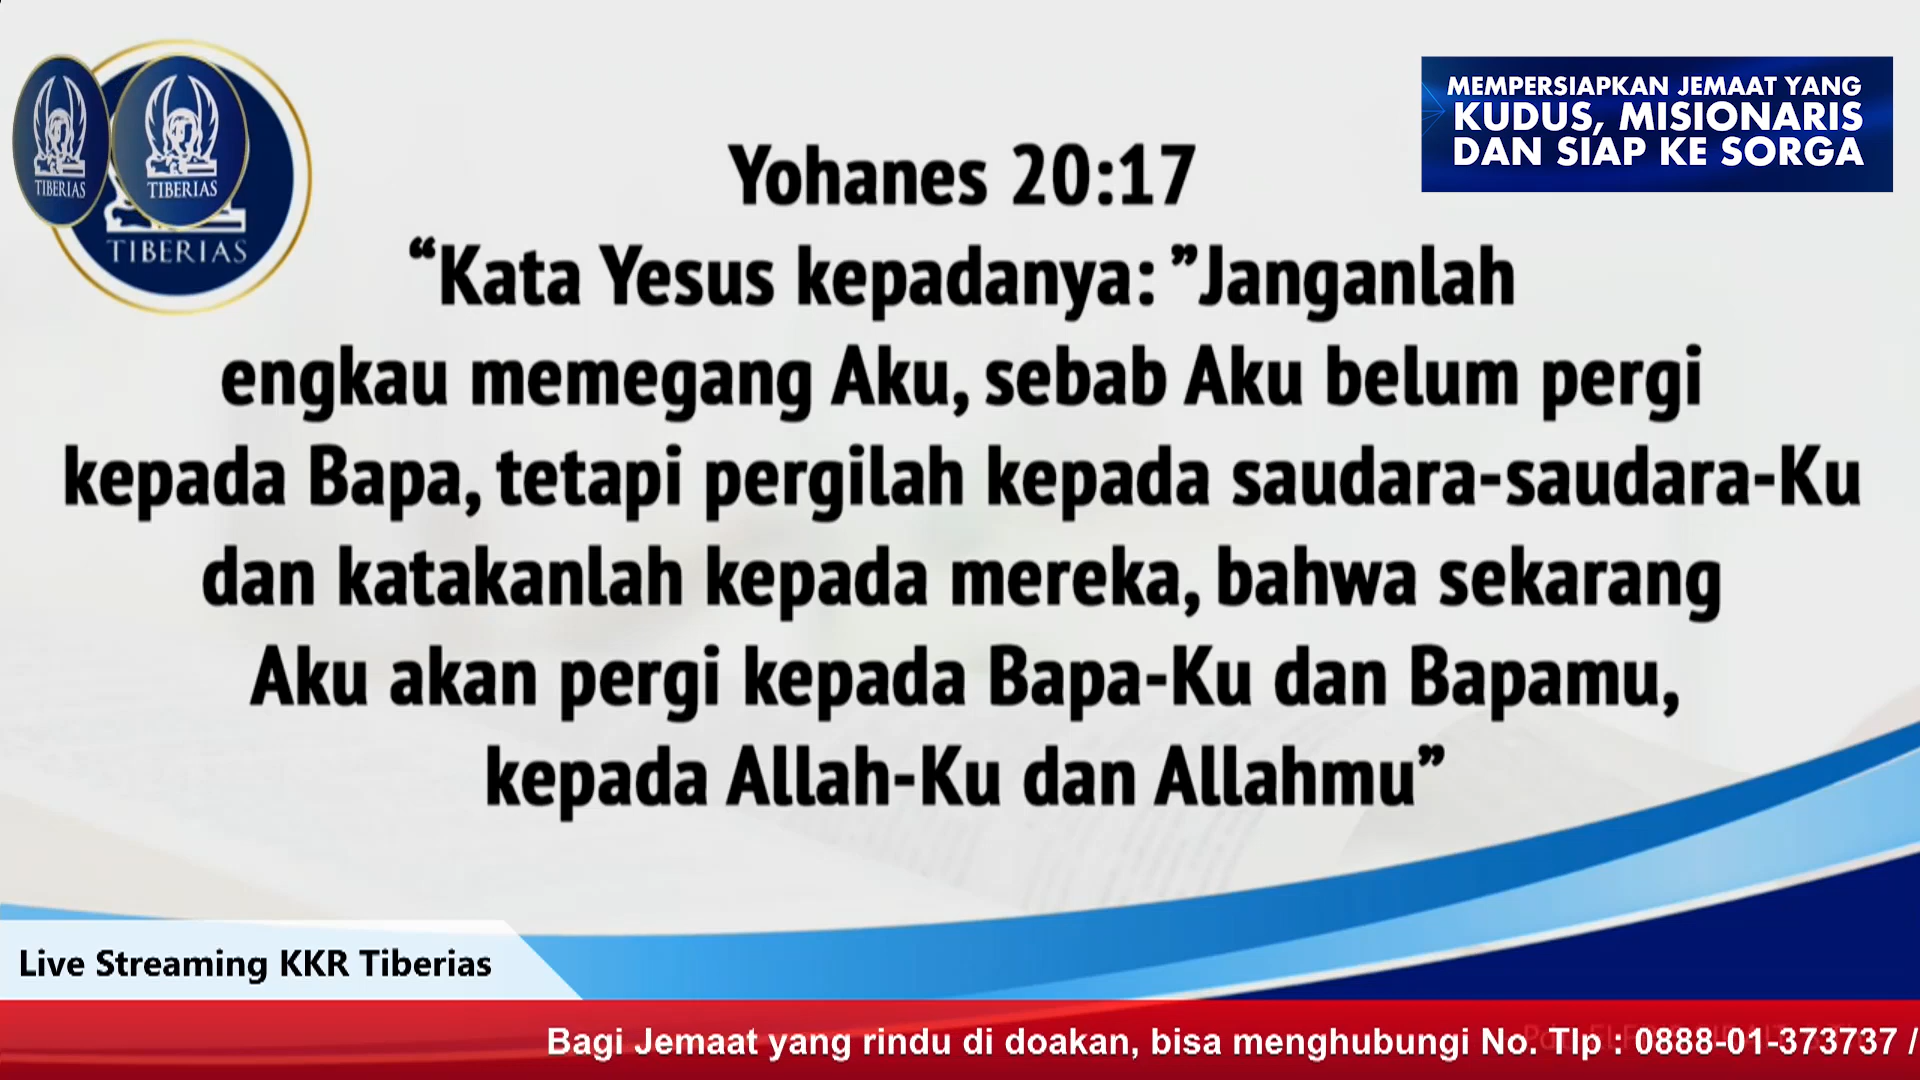 TIBERIAS
TIBERIAS
TIBERIAS
MEMPERSIAPKAN JEMAAT YANG
KUDUS, MISIONARIS
DAN SIAP KE SORGA
Yohanes 20:17
“Kata Yesus kepadanya: ”Janganlah
engkau memegang Aku, sebab Aku belum pergi
kepada Bapa, tetapi pergilah kepada saudara-saudara-Ku
dan katakanlah kepada mereka, bahwa sekarang
Aku akan pergi kepada Bapa-Ku dan Bapamu,
kepada Allah-Ku dan Allahmu”
Live Streaming KKR Tiberias
Bagi Jemaat yang rindu di doakan, bisa menghubungi No. Tlp : 0888-01-373737 /